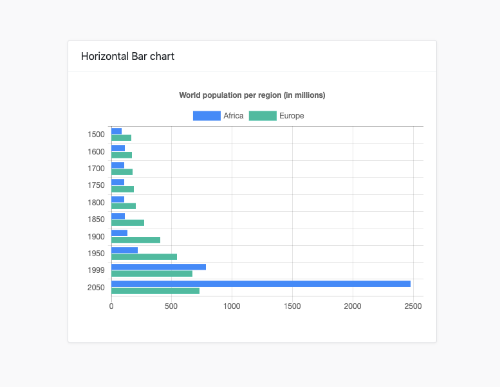 Horizontal Bar chart
World population per region (in millions)
Africa Europe
1500
1600
1700
1750
1800
1850
1900
1950
1999
2050
0 500 1000 1500 2000 2500